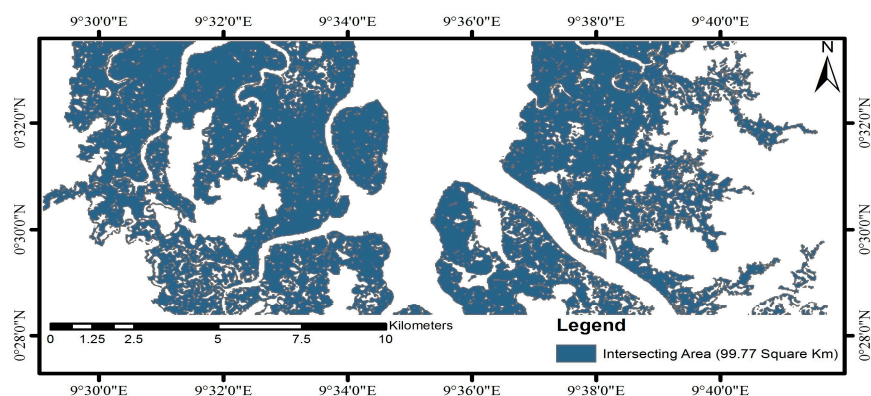 9°30'0"E 9°32'0"E 9°34'0"E 9°36'0"E 9°38'0"E 9°40'0"E
N
0°32'0"N 0°32'0"N
0°30'0"N 0°30'0"N
0°28'0"N 0°28'0"N
Kilometers
0 1.25 2.5 5 7.5 10
Legend
Intersecting Area (99.77 Square Km)
9°30'0"E 9°32'0"E 9°34'0"E 9°36'0"E 9°38'0"E 9°40'0"E